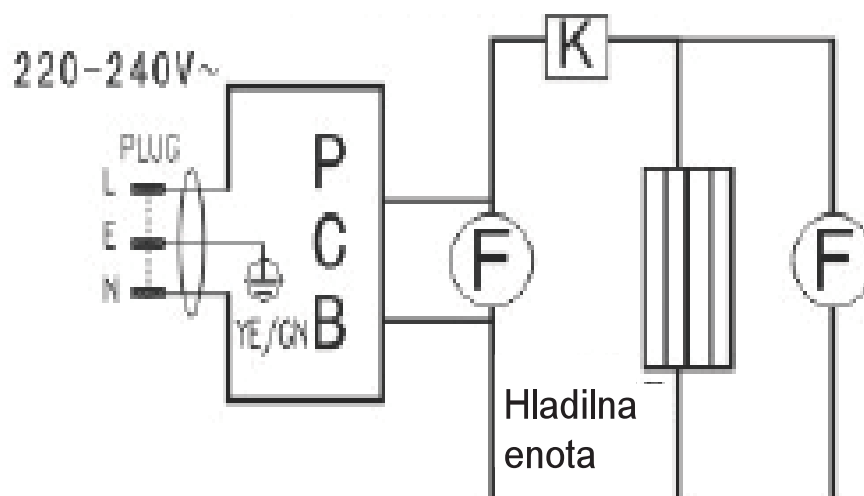 220-240V~
K
PLUG
L
E
N
YE/GN
P
C
B
F
F
Hladilna
enota